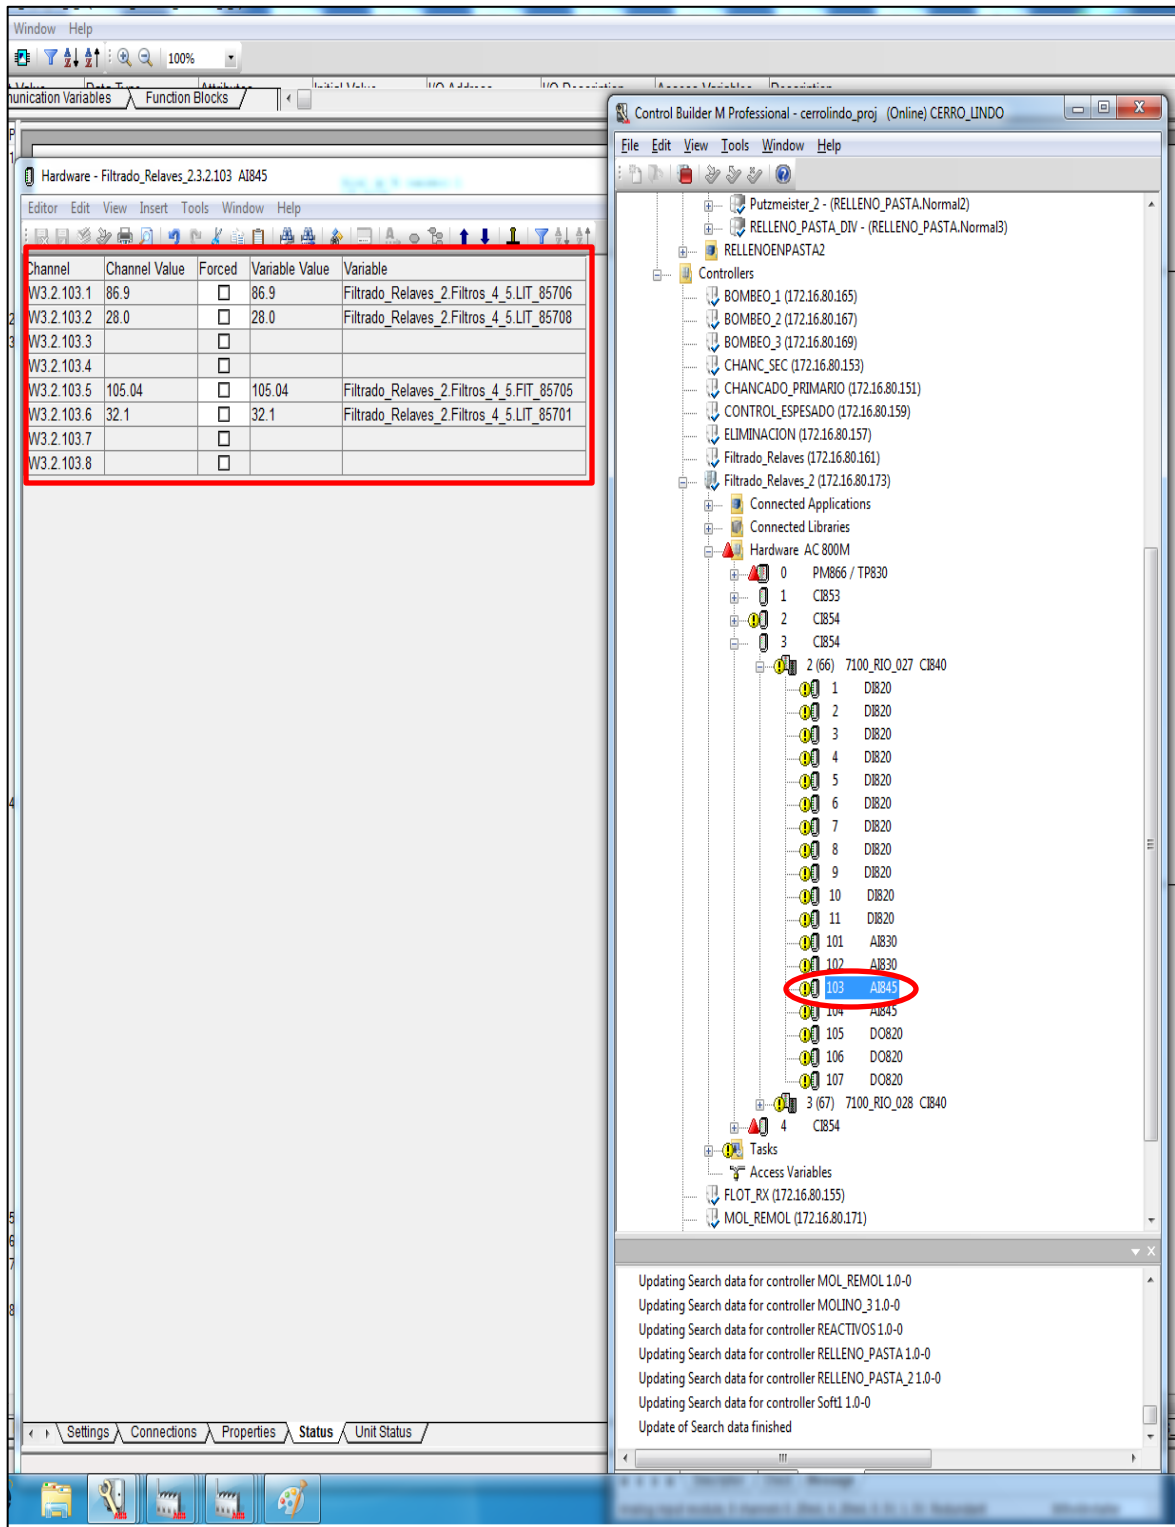 Window Help
100%
Communication Variables Function Blocks
Hardware - Filtrado_Relaves_2.3.2.103 AI845
Editor Edit View Insert Tools Window Help
Channel Channel Value Forced Variable Value Variable
W3.2.103.1 86.9 86.9 Filtrado_Relaves_2.Filtros_4_5.LIT_85706
W3.2.103.2 28.0 28.0 Filtrado_Relaves_2.Filtros_4_5.LIT_85708
W3.2.103.3
W3.2.103.4
W3.2.103.5 105.04 105.04 Filtrado_Relaves_2.Filtros_4_5.FIT_85705
W3.2.103.6 32.1 32.1 Filtrado_Relaves_2.Filtros_4_5.LIT_85701
W3.2.103.7
W3.2.103.8
Settings Connections Properties Status Unit Status
Control Builder M Professional - cerrolindo_proj (Online) CERRO_LINDO
File Edit View Tools Window Help
Putzmeister_2 - (RELLENO_PASTA.Normal2)
RELLENO_PASTA_DIV - (RELLENO_PASTA.Normal3)
RELLENOENPASTA2
Controllers
BOMBEO_1 (172.16.80.165)
BOMBEO_2 (172.16.80.167)
BOMBEO_3 (172.16.80.169)
CHANC_SEC (172.16.80.153)
CHANCADO_PRIMARIO (172.16.80.151)
CONTROL_ESPESADO (172.16.80.159)
ELIMINACION (172.16.80.157)
Filtrado_Relaves (172.16.80.161)
Filtrado_Relaves_2 (172.16.80.173)
Connected Applications
Connected Libraries
Hardware AC 800M
0 PM866 / TP830
1 CI853
2 CI854
3 CI854
2 (66) 7100_RIO_027 CI840
1 DI820
2 DI820
3 DI820
4 DI820
5 DI820
6 DI820
7 DI820
8 DI820
9 DI820
10 DI820
11 DI820
101 AI830
102 AI830
103 AI845
104 AI845
105 DO820
106 DO820
107 DO820
3 (67) 7100_RIO_028 CI840
4 CI854
Tasks
Access Variables
FLOT_RX (172.16.80.155)
MOL_REMOL (172.16.80.171)
Updating Search data for controller MOL_REMOL 1.0-0
Updating Search data for controller MOLINO_3 1.0-0
Updating Search data for controller REACTIVOS 1.0-0
Updating Search data for controller RELLENO_PASTA 1.0-0
Updating Search data for controller RELLENO_PASTA_2 1.0-0
Updating Search data for controller Soft1 1.0-0
Update of Search data finished